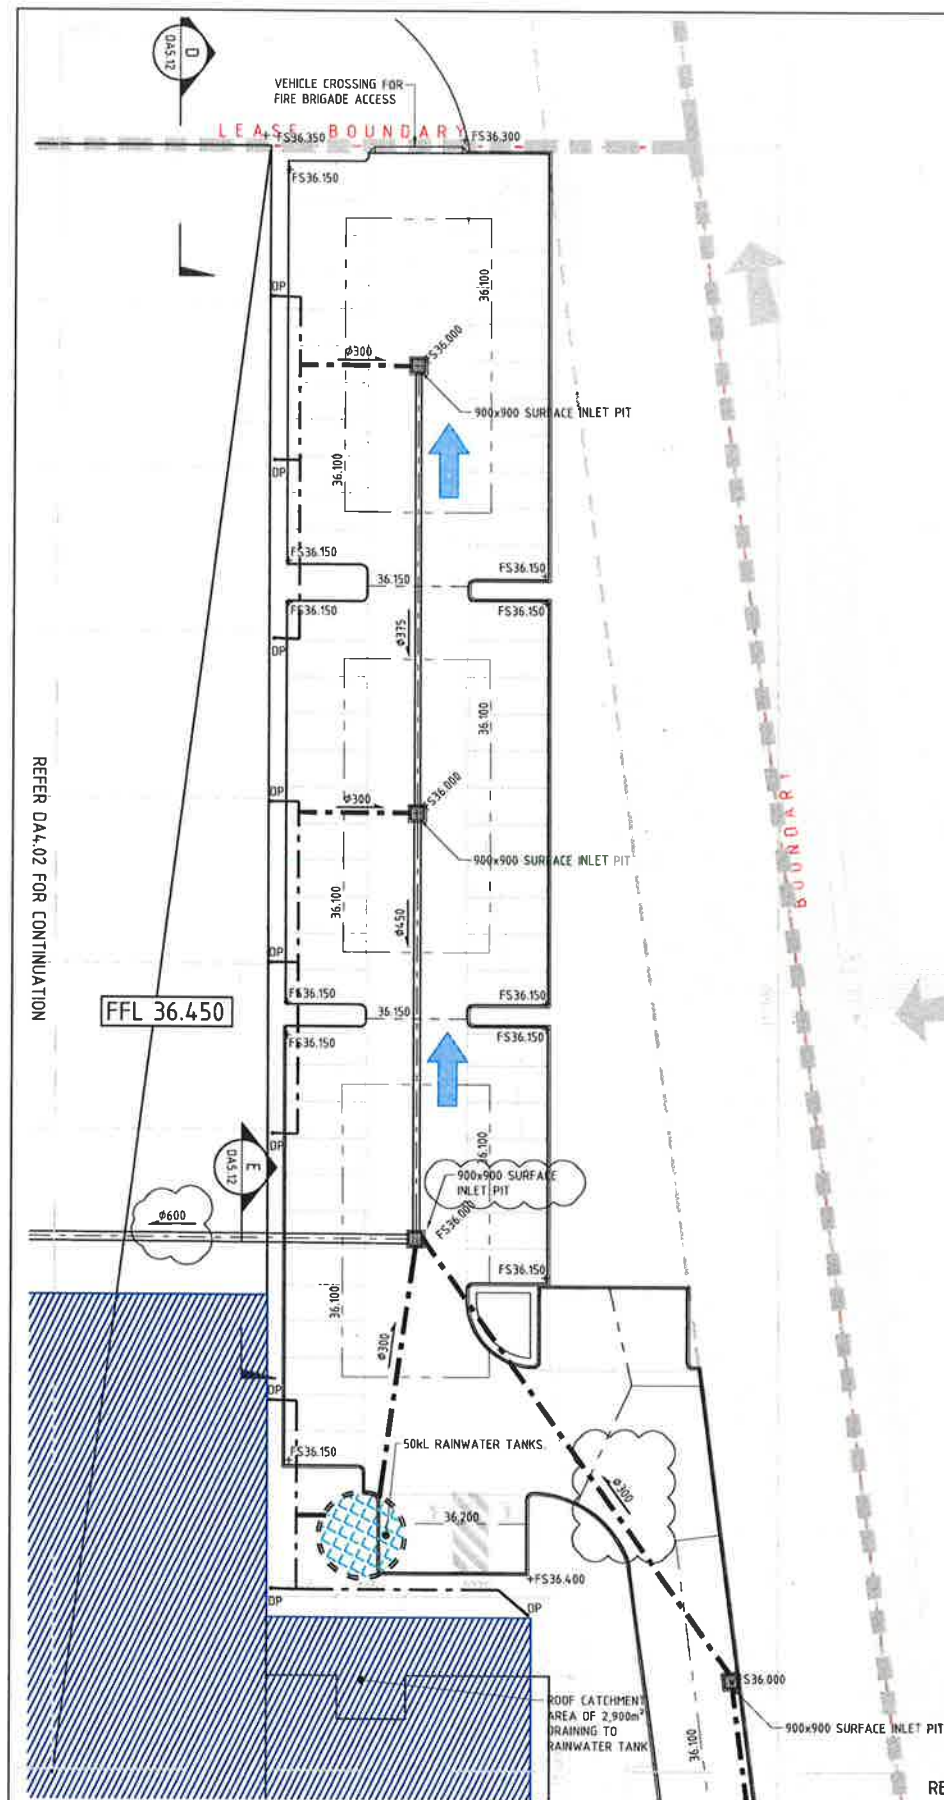 D
DA5.12
VEHICLE CROSSING FOR
FIRE BRIGADE ACCESS
LEASE BOUNDARY
FS36.350
FS36.300
FS36.150
36.100
DP
Ø300
FS36.000
900x900 SURFACE INLET PIT
36.100
DP
FS36.150
36.150
FS36.150
FS36.150
FS36.150
Ø375
DP
36.100
BOUNDARY
REFER DA4.02 FOR CONTINUATION
DP
Ø300
FS36.000
900x900 SURFACE INLET PIT
36.100
Ø450
DP
FFL 36.450
FS36.150
36.150
FS36.150
FS36.150
FS36.150
36.100
DP
E
DA5.12
900x900 SURFACE
INLET PIT
Ø600
FS36.000
FS36.150
36.100
Ø300
DP
FS36.150
50kL RAINWATER TANKS
Ø300
36.200
+FS36.400
DP
DP
S36.000
ROOF CATCHMENT
AREA OF 2,900m²
DRAINING TO
RAINWATER TANK
900x900 SURFACE INLET PIT
36.100
RE